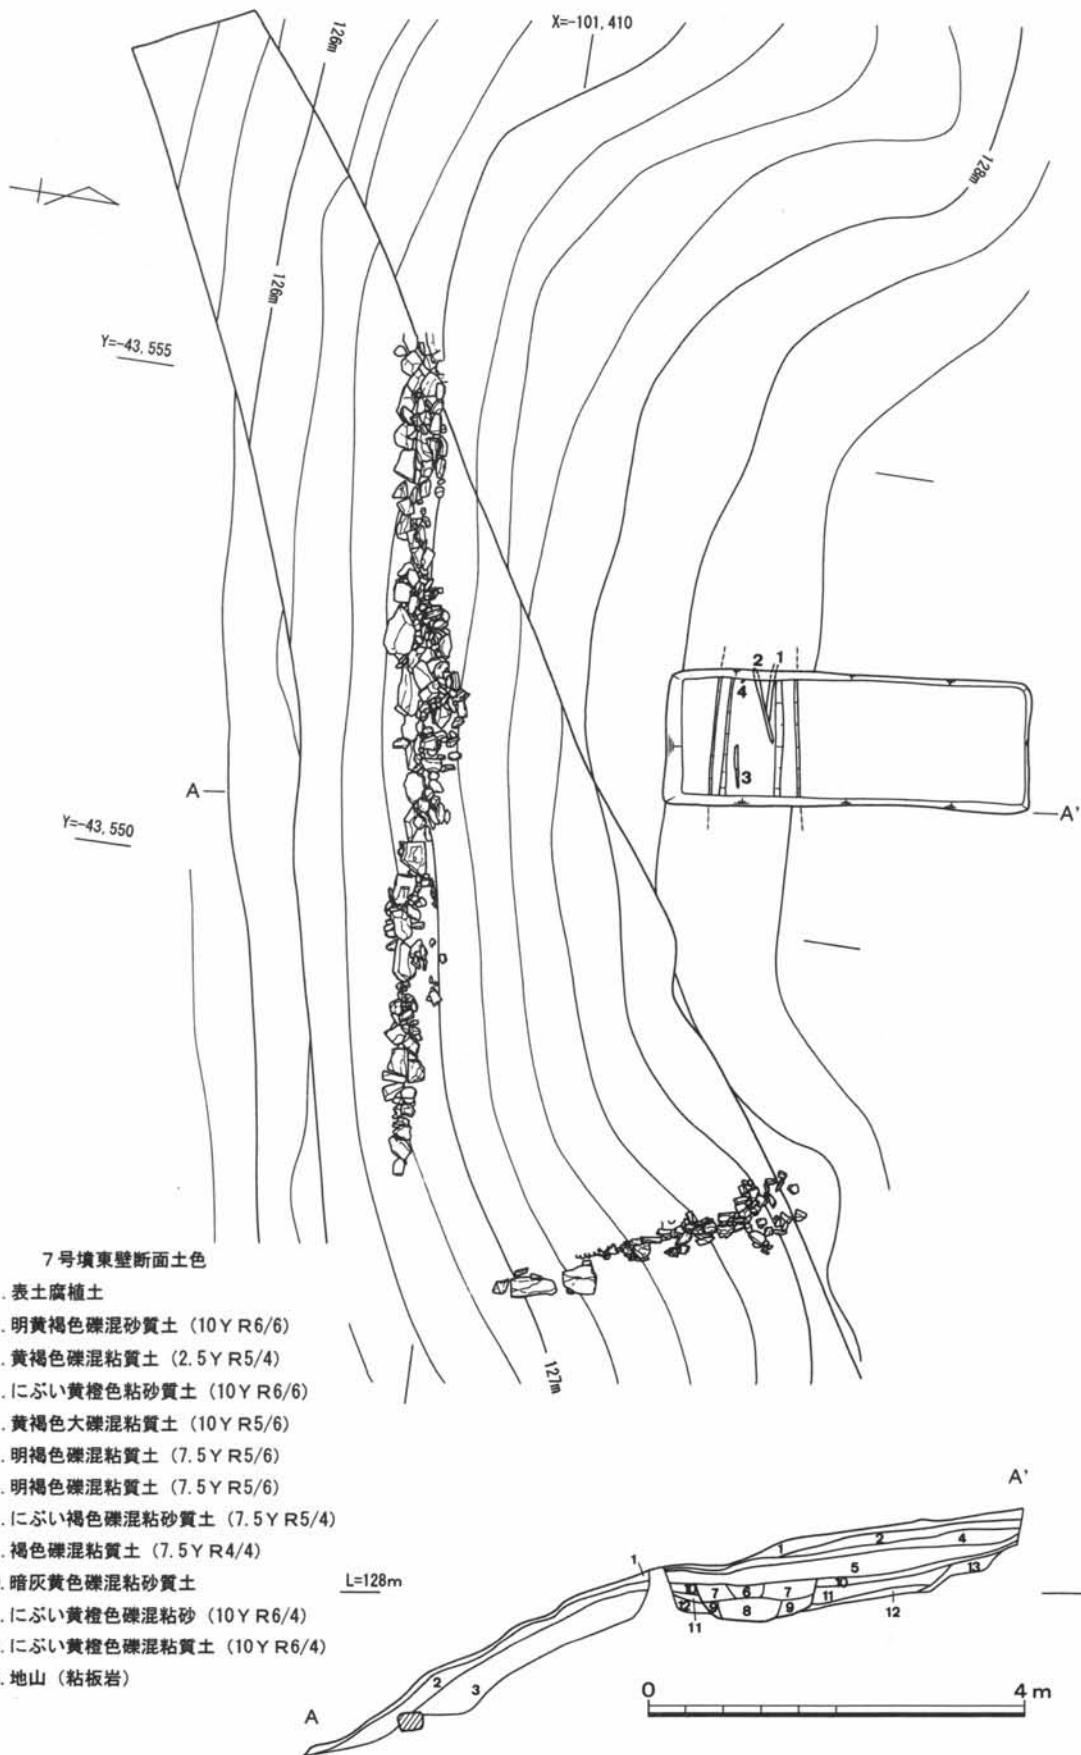 X=-101,410
126m
128m
126m
Y=-43,555
2 1
4
3
A
A'
Y=-43,550
7号墳東壁断面土色
. 表土腐植土
. 明黄褐色礫混砂質土 (10YR6/6)
. 黄褐色礫混粘質土 (2.5YR5/4)
. にぶい黄橙色粘砂質土 (10YR6/6)
. 黄褐色大礫混粘質土 (10YR5/6)
. 明褐色礫混粘質土 (7.5YR5/6)
. 明褐色礫混粘質土 (7.5YR5/6)
. にぶい褐色礫混粘砂質土 (7.5YR5/4)
. 褐色礫混粘質土 (7.5YR4/4)
. 暗灰黄色礫混粘砂質土
. にぶい黄橙色礫混粘砂 (10YR6/4)
. にぶい黄橙色礫混粘質土 (10YR6/4)
. 地山 (粘板岩)
127m
A'
L=128m
1
1 2 4
5
13
10 7 6 7 10
12 9 8 9 11
11
12
2
3
A
0 4m